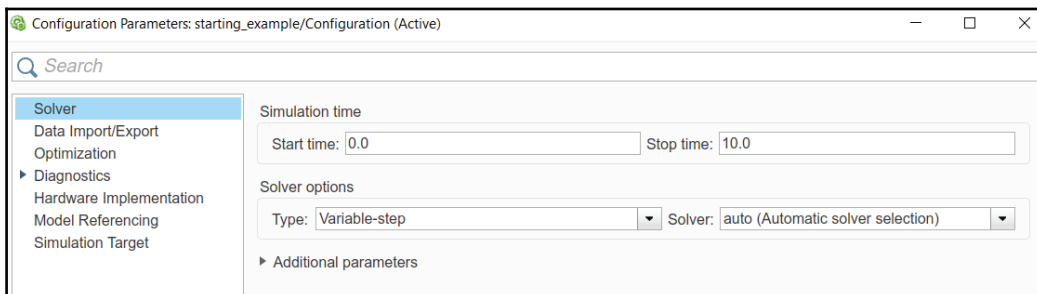 Configuration Parameters: starting_example/Configuration (Active)
Search
Solver
Data Import/Export
Optimization
Diagnostics
Hardware Implementation
Model Referencing
Simulation Target
Simulation time
Start time: 0.0 Stop time: 10.0
Solver options
Type: Variable-step Solver: auto (Automatic solver selection)
Additional parameters